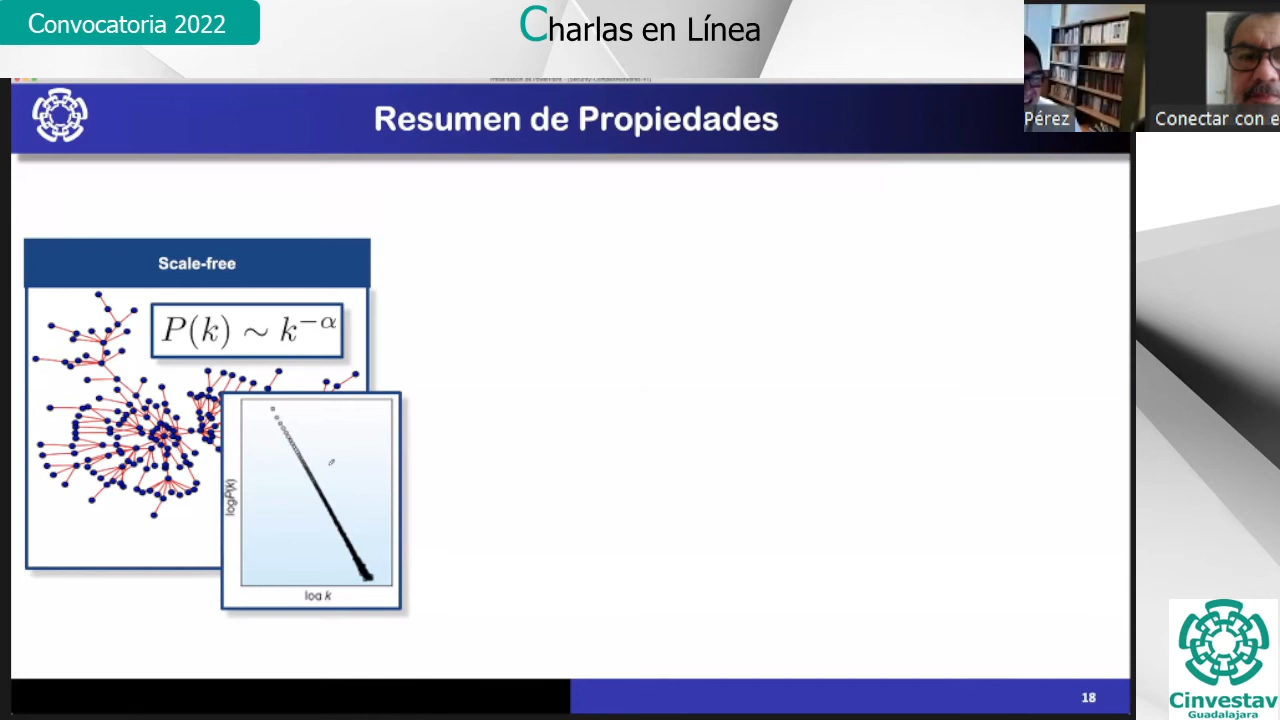 Convocatoria 2022
Charlas en Línea
Pérez
Conectar con e
Resumen de Propiedades
Scale-free
P(k) ∼ k^{-α}
logP(k)
log k
18
Cinvestav
Guadalajara